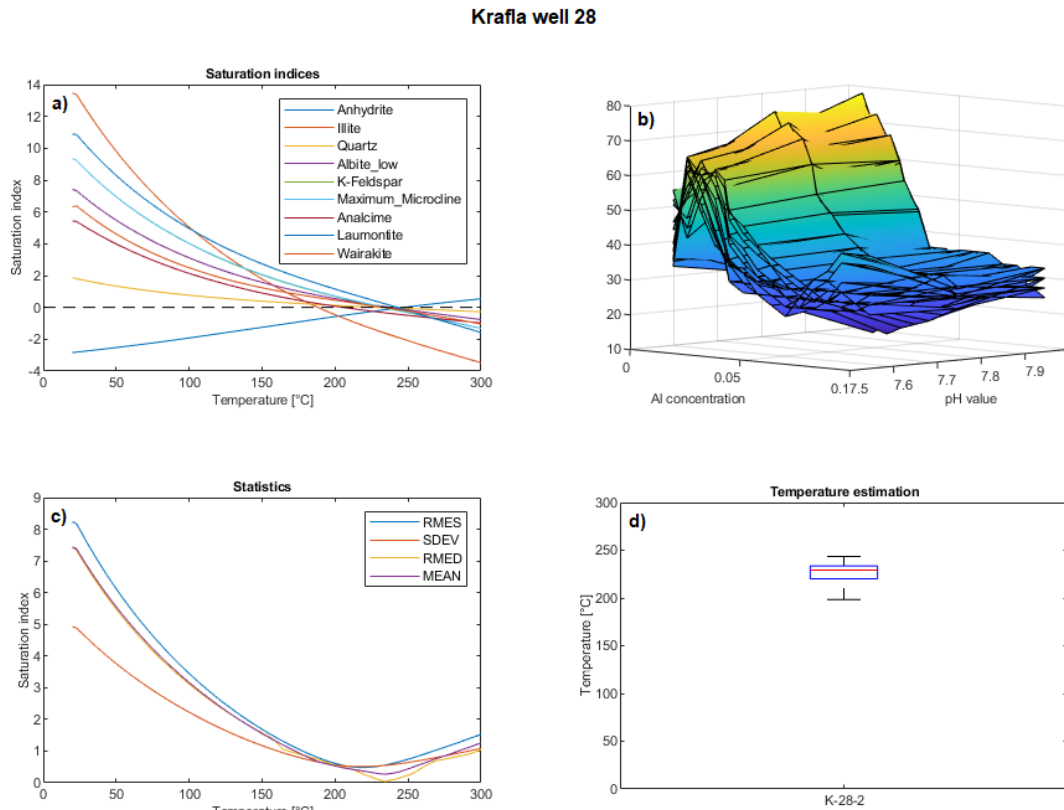 Krafla well 28
Saturation indices
a)
Saturation index
14
12
10
8
6
4
2
0
-2
-4
0
50
100
150
200
250
300
Temperature [°C]
Anhydrite
Illite
Quartz
Albite_low
K-Feldspar
Maximum_Microcline
Analcime
Laumontite
Wairakite
b)
80
70
60
50
40
30
20
10
0
0.05
0.17.5
7.6
7.7
7.8
7.9
Al concentration
pH value
Statistics
c)
Saturation index
9
8
7
6
5
4
3
2
1
0
0
50
100
150
200
250
300
Temperature [°C]
RMES
SDEV
RMED
MEAN
Temperature estimation
d)
Temperature [°C]
300
250
200
150
100
50
0
K-28-2